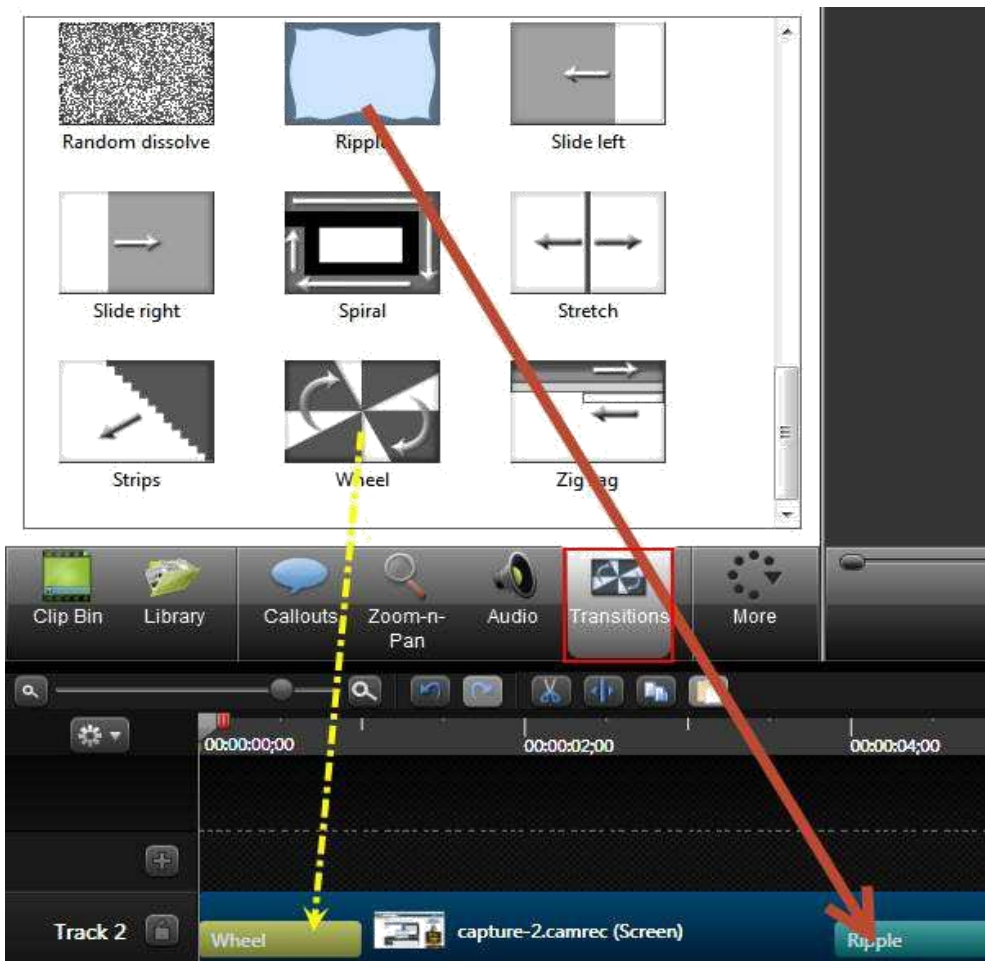 Random dissolve
Ripple
Slide left
Slide right
Spiral
Stretch
Strips
Wheel
Zig zag
Clip Bin
Library
Callouts
Zoom-n-
Pan
Audio
Transitions
More
00:00:00;00
00:00:02;00
00:00:04;00
Track 2
Wheel
capture-2.camrec (Screen)
Ripple